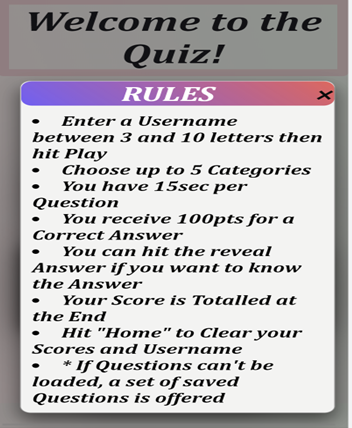 Welcome to the
Quiz!
RULES ×
• Enter a Username
between 3 and 10 letters then
hit Play
• Choose up to 5 Categories
• You have 15sec per
Question
• You receive 100pts for a
Correct Answer
• You can hit the reveal
Answer if you want to know
the Answer
• Your Score is Totalled at
the End
• Hit "Home" to Clear your
Scores and Username
• * If Questions can't be
loaded, a set of saved
Questions is offered